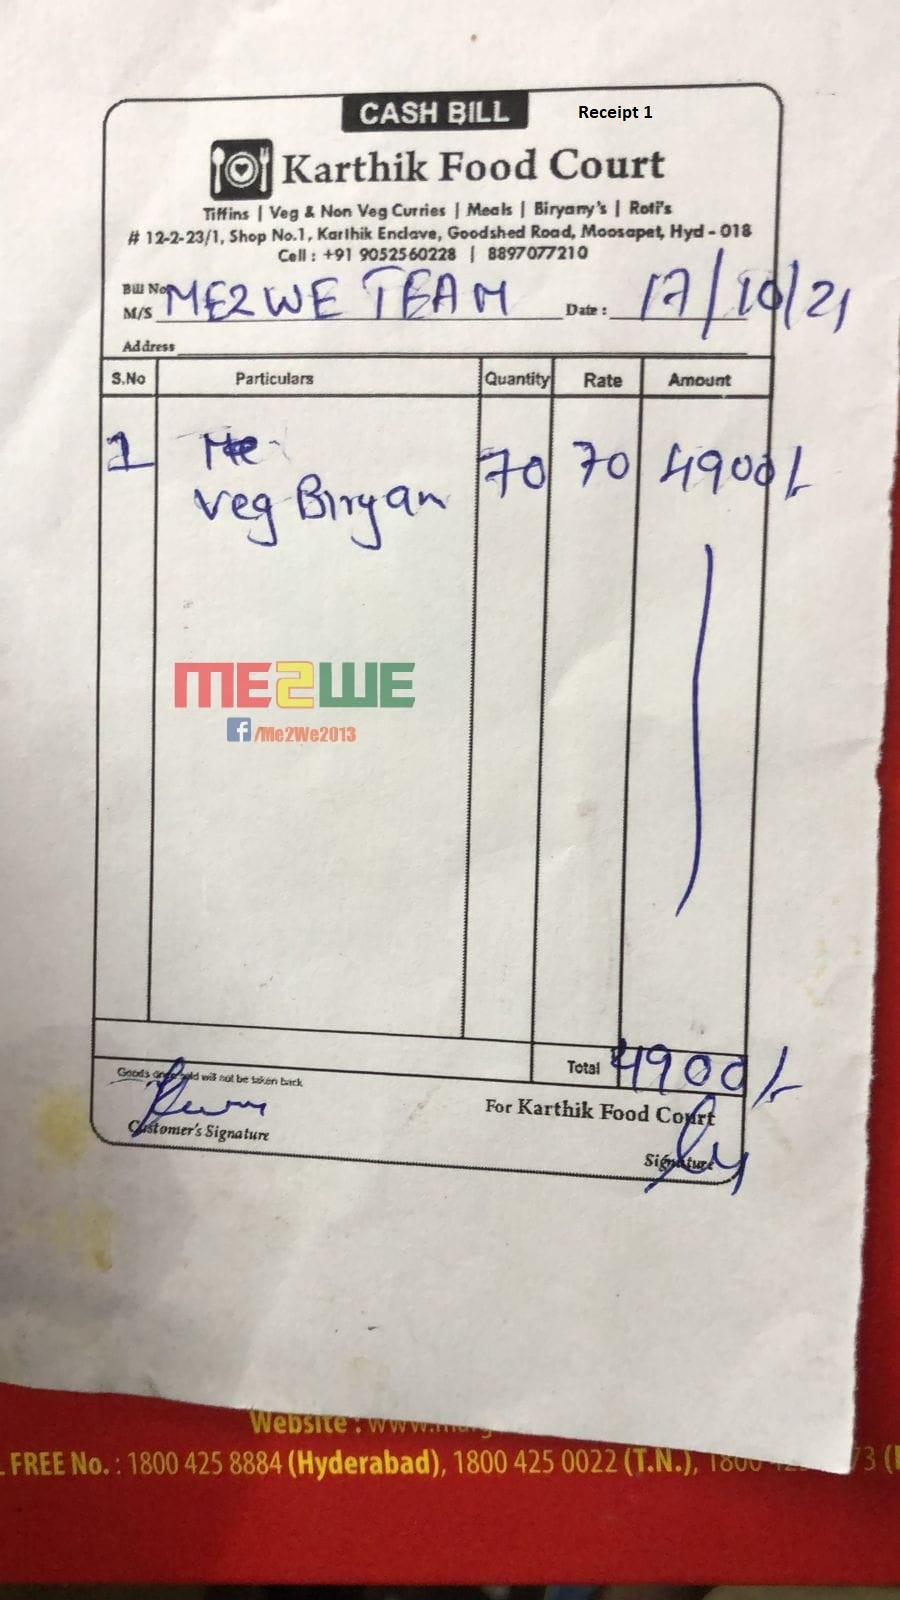 CASH BILL
Receipt 1
Karthik Food Court
Tiffins | Veg & Non Veg Curries | Meals | Biryany's | Roti's
# 12-2-23/1, Shop No.1, Karthik Enclave, Goodshed Road, Moosapet, Hyd - 018
Cell : +91 9052560228 | 8897077210
Bill No
M/S ME2WE TEAM Date : 17/10/21
Address
S.No Particulars Quantity Rate Amount
1 Veg Biryan 70 70 4900/-
ME2WE
f/Me2We2013
Total 4900/-
Goods once sold will not be taken back
For Karthik Food Court
Customer's Signature
Signature
Website : www.
FREE No. : 1800 425 8884 (Hyderabad), 1800 425 0022 (T.N.), 1800